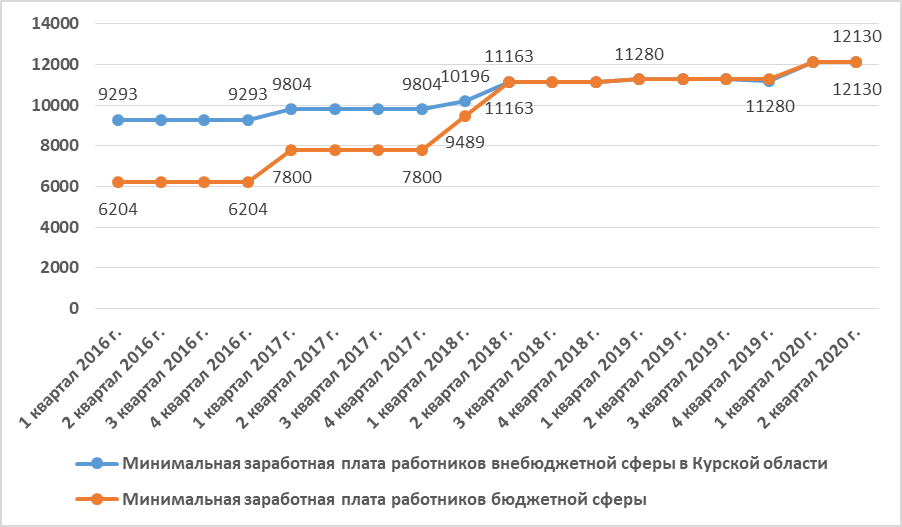 14000
12000
10000
8000
6000
4000
2000
0
9293
9293
9804
9804
10196
11163
11280
12130
6204
6204
7800
7800
9489
11163
11280
12130
1 квартал 2016 г.
2 квартал 2016 г.
3 квартал 2016 г.
4 квартал 2016 г.
1 квартал 2017 г.
2 квартал 2017 г.
3 квартал 2017 г.
4 квартал 2017 г.
1 квартал 2018 г.
2 квартал 2018 г.
3 квартал 2018 г.
4 квартал 2018 г.
1 квартал 2019 г.
2 квартал 2019 г.
3 квартал 2019 г.
4 квартал 2019 г.
1 квартал 2020 г.
2 квартал 2020 г.
Минимальная заработная плата работников внебюджетной сферы в Курской области
Минимальная заработная плата работников бюджетной сферы